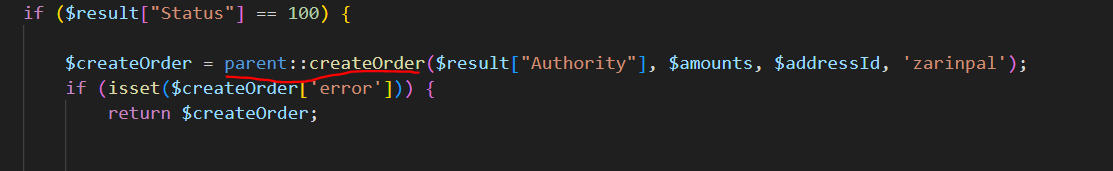 if ($result["Status"] == 100) {
$createOrder = parent::createOrder($result["Authority"], $amounts, $addressId, 'zarinpal');
if (isset($createOrder['error'])) {
return $createOrder;